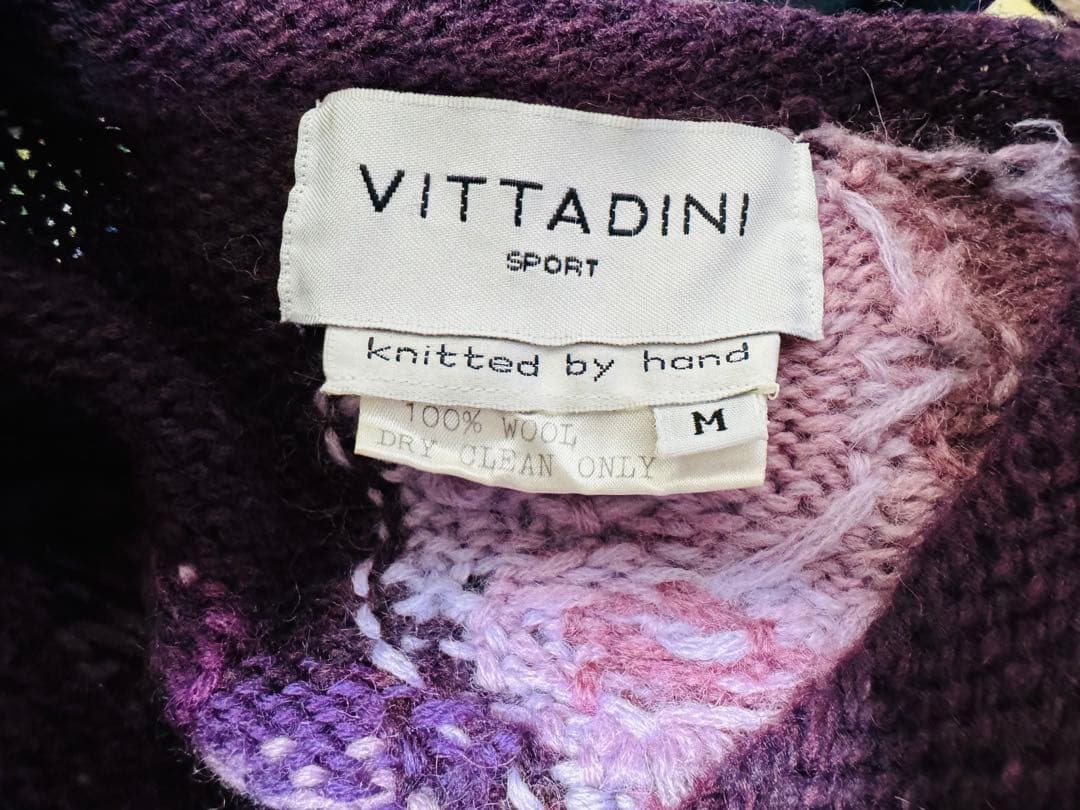 VITTADINI
SPORT
knitted by hand
100% WOOL
M
DRY CLEAN ONLY